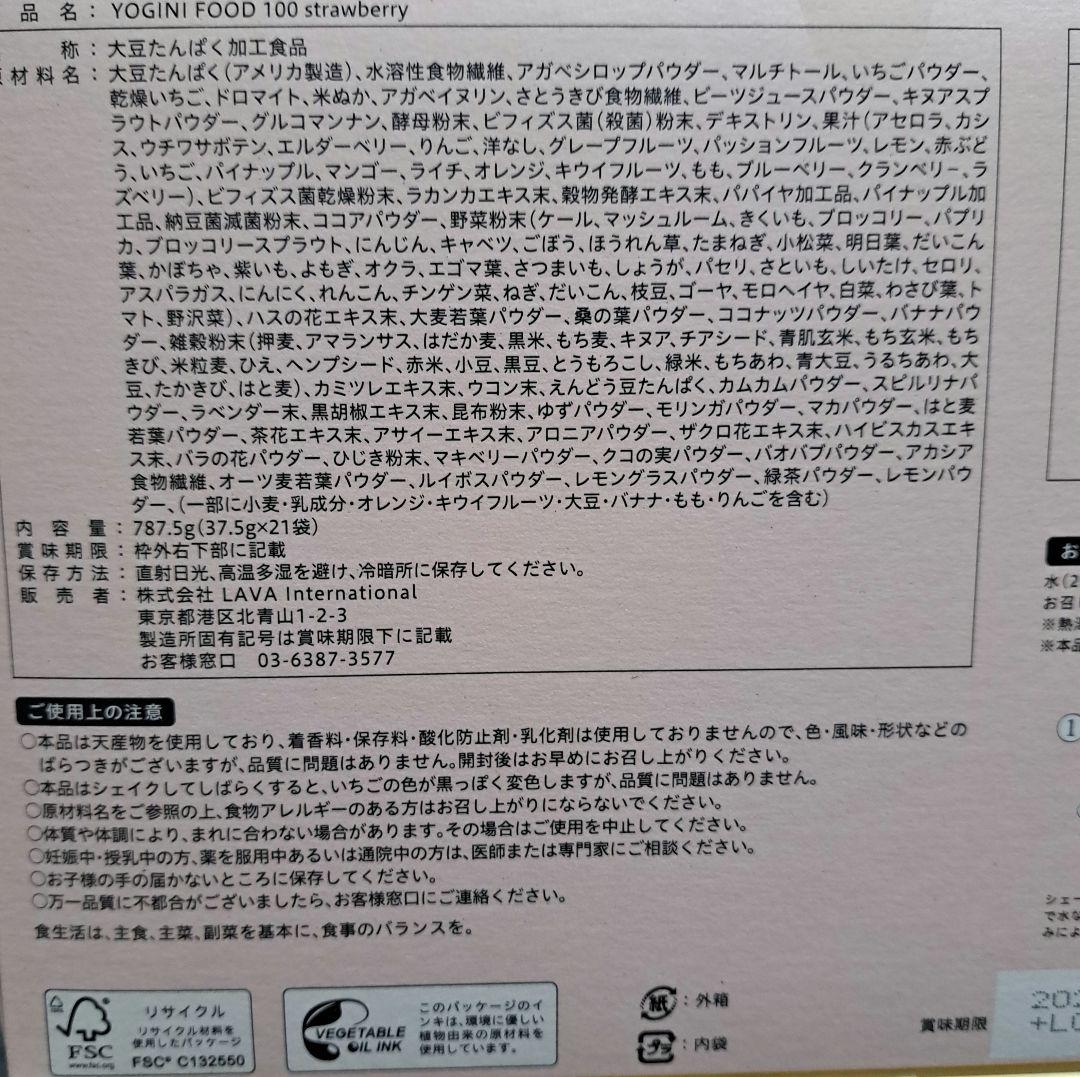 品 名：YOGINI FOOD 100 strawberry
称：大豆たんぱく加工食品
材料名：大豆たんぱく（アメリカ製造）、水溶性食物繊維、アガベシロップパウダー、マルチトール、いちごパウダー、
乾燥いちご、ドロマイト、米ぬか、アガベイヌリン、さとうきび食物繊維、ビーツジュースパウダー、キヌアスプ
ラウトパウダー、グルコマンナン、酵母粉末、ビフィズス菌（殺菌）粉末、デキストリン、果汁（アセロラ、カシ
ス、ウチワサボテン、エルダーベリー、りんご、洋なし、グレープフルーツ、パッションフルーツ、レモン、赤ぶど
う、いちご、パイナップル、マンゴー、ライチ、オレンジ、キウイフルーツ、もも、ブルーベリー、クランベリー、ラ
ズベリー）、ビフィズス菌乾燥粉末、ラカンカエキス末、穀物発酵エキス末、パパイヤ加工品、パイナップル加
工品、納豆菌滅菌粉末、ココアパウダー、野菜粉末（ケール、マッシュルーム、きくいも、ブロッコリー、パプリ
カ、ブロッコリースプラウト、にんじん、キャベツ、ごぼう、ほうれん草、たまねぎ、小松菜、明日葉、だいこん
葉、かぼちゃ、紫いも、よもぎ、オクラ、エゴマ葉、さつまいも、しょうが、パセリ、さといも、しいたけ、セロリ、
アスパラガス、にんにく、れんこん、チンゲン菜、ねぎ、だいこん、枝豆、ゴーヤ、モロヘイヤ、白菜、わさび葉、ト
マト、野沢菜）、ハスの花エキス末、大麦若葉パウダー、桑の葉パウダー、ココナッツパウダー、バナナパウ
ダー、雑穀粉末（押麦、アマランサス、はだか麦、黒米、もち麦、キヌア、チアシード、青肌玄米、もち玄米、もち
きび、米粒麦、ひえ、ヘンプシード、赤米、小豆、黒豆、とうもろこし、緑米、もちあわ、青大豆、うるちあわ、大
豆、たかきび、はと麦）、カミツレエキス末、ウコン末、えんどう豆たんぱく、カムカムパウダー、スピルリナパ
ウダー、ラベンダー末、黒胡椒エキス末、昆布粉末、ゆずパウダー、モリンガパウダー、マカパウダー、はと麦
若葉パウダー、茶花エキス末、アサイーエキス末、アロニアパウダー、ザクロ花エキス末、ハイビスカスエキ
ス末、バラの花パウダー、ひじき粉末、マキベリーパウダー、クコの実パウダー、バオバブパウダー、アカシア
食物繊維、オーツ麦若葉パウダー、ルイボスパウダー、レモングラスパウダー、緑茶パウダー、レモンパウ
ダー、（一部に小麦・乳成分・オレンジ・キウイフルーツ・大豆・バナナ・もも・りんごを含む）
内容量：787.5g（37.5g×21袋）
賞味期限：枠外右下部に記載
保存方法：直射日光、高温多湿を避け、冷暗所に保存してください。
販売者：株式会社 LAVA International
東京都港区北青山1-2-3
製造所固有記号は賞味期限下に記載
お客様窓口 03-6387-3577
ご使用上の注意
○本品は天産物を使用しており、着香料・保存料・酸化防止剤・乳化剤は使用しておりませんので、色・風味・形状などの
ばらつきがございますが、品質に問題はありません。開封後はお早めにお召し上がりください。
○本品はシェイクしてしばらくすると、いちごの色が黒っぽく変色しますが、品質に問題はありません。
○原材料名をご参照の上、食物アレルギーのある方はお召し上がりにならないでください。
○体質や体調により、まれに合わない場合があります。その場合はご使用を中止してください。
○妊娠中・授乳中の方、薬を服用中あるいは通院中の方は、医師または専門家にご相談ください。
○お子様の手の届かないところに保存してください。
○万一品質に不都合がございましたら、お客様窓口にご連絡ください。
食生活は、主食、主菜、副菜を基本に、食事のバランスを。
リサイクル
リサイクル材料を
使用したパッケージ
FSC
www.fsc.org
FSC® C132550
VEGETABLE
OIL INK
このパッケージのイ
ンキは、環境に優しい
植物由来の原材料を
使用しています。
紙：外箱
プラ：内袋
賞味期限
202
+L
お
水（2
お召し
※熱湯
※本品
1
シェー
で水な
みによ